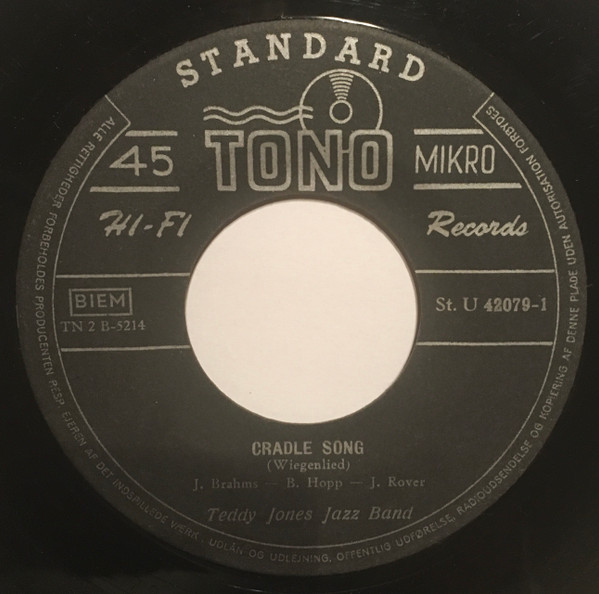 STANDARD
45 TONO MIKRO
HI-FI Records
BIEM
TN 2 B-5214
St. U 42079-1
CRADLE SONG
(Wiegenlied)
J. Brahms — B. Hopp — J. Rover
Teddy Jones Jazz Band
ALLE RETTIGHEDER FORBEHOLDES PRODUCENTEN RESP. EJEREN AF DET INDSPILLEDE VÆRK. UDLÅN OG UDLEJNING, OFFENTLIG UDFØRELSE, RADIOUDSENDELSE OG KOPIERING AF DENNE PLADE UDEN AUTORISATION FORBYDES